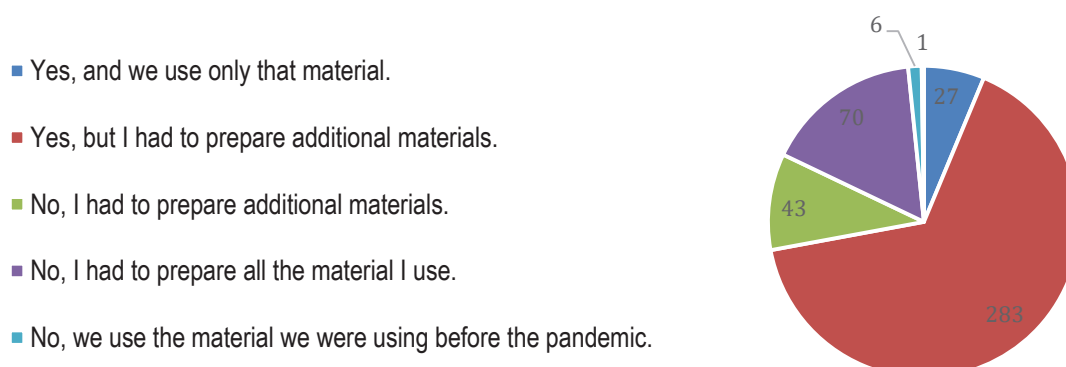 Yes, and we use only that material.
Yes, but I had to prepare additional materials.
No, I had to prepare additional materials.
No, I had to prepare all the material I use.
No, we use the material we were using before the pandemic.
6
1
27
70
43
283